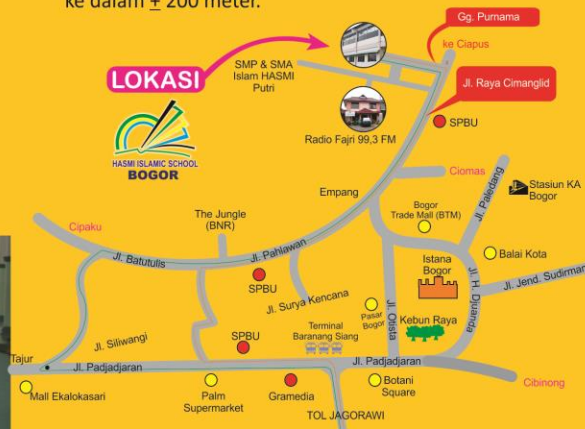 ke dalam ± 200 meter.
Gg. Purnama
ke Ciapus
SMP & SMA
Islam HASMI
Putri
LOKASI
Jl. Raya Cimanglid
HASMI ISLAMIC SCHOOL
BOGOR
Radio Fajri 99,3 FM
SPBU
Ciomas
Empang
Jl. Paledang
Stasiun KA
Bogor
Cipaku
The Jungle
(BNR)
Bogor
Trade Mall (BTM)
Jl. Batutulis
Jl. Pahlawan
Istana
Bogor
Balai Kota
SPBU
Jl. Surya Kencana
Jl. Otista
Jl. H. Djuanda
Jl. Jend. Sudirman
Pasar
Bogor
Kebun Raya
Jl. Siliwangi
SPBU
Terminal
Baranang Siang
Tajur
Jl. Padjadjaran
Jl. Padjadjaran
Cibinong
Mall Ekalokasari
Palm
Supermarket
Gramedia
Botani
Square
TOL JAGORAWI